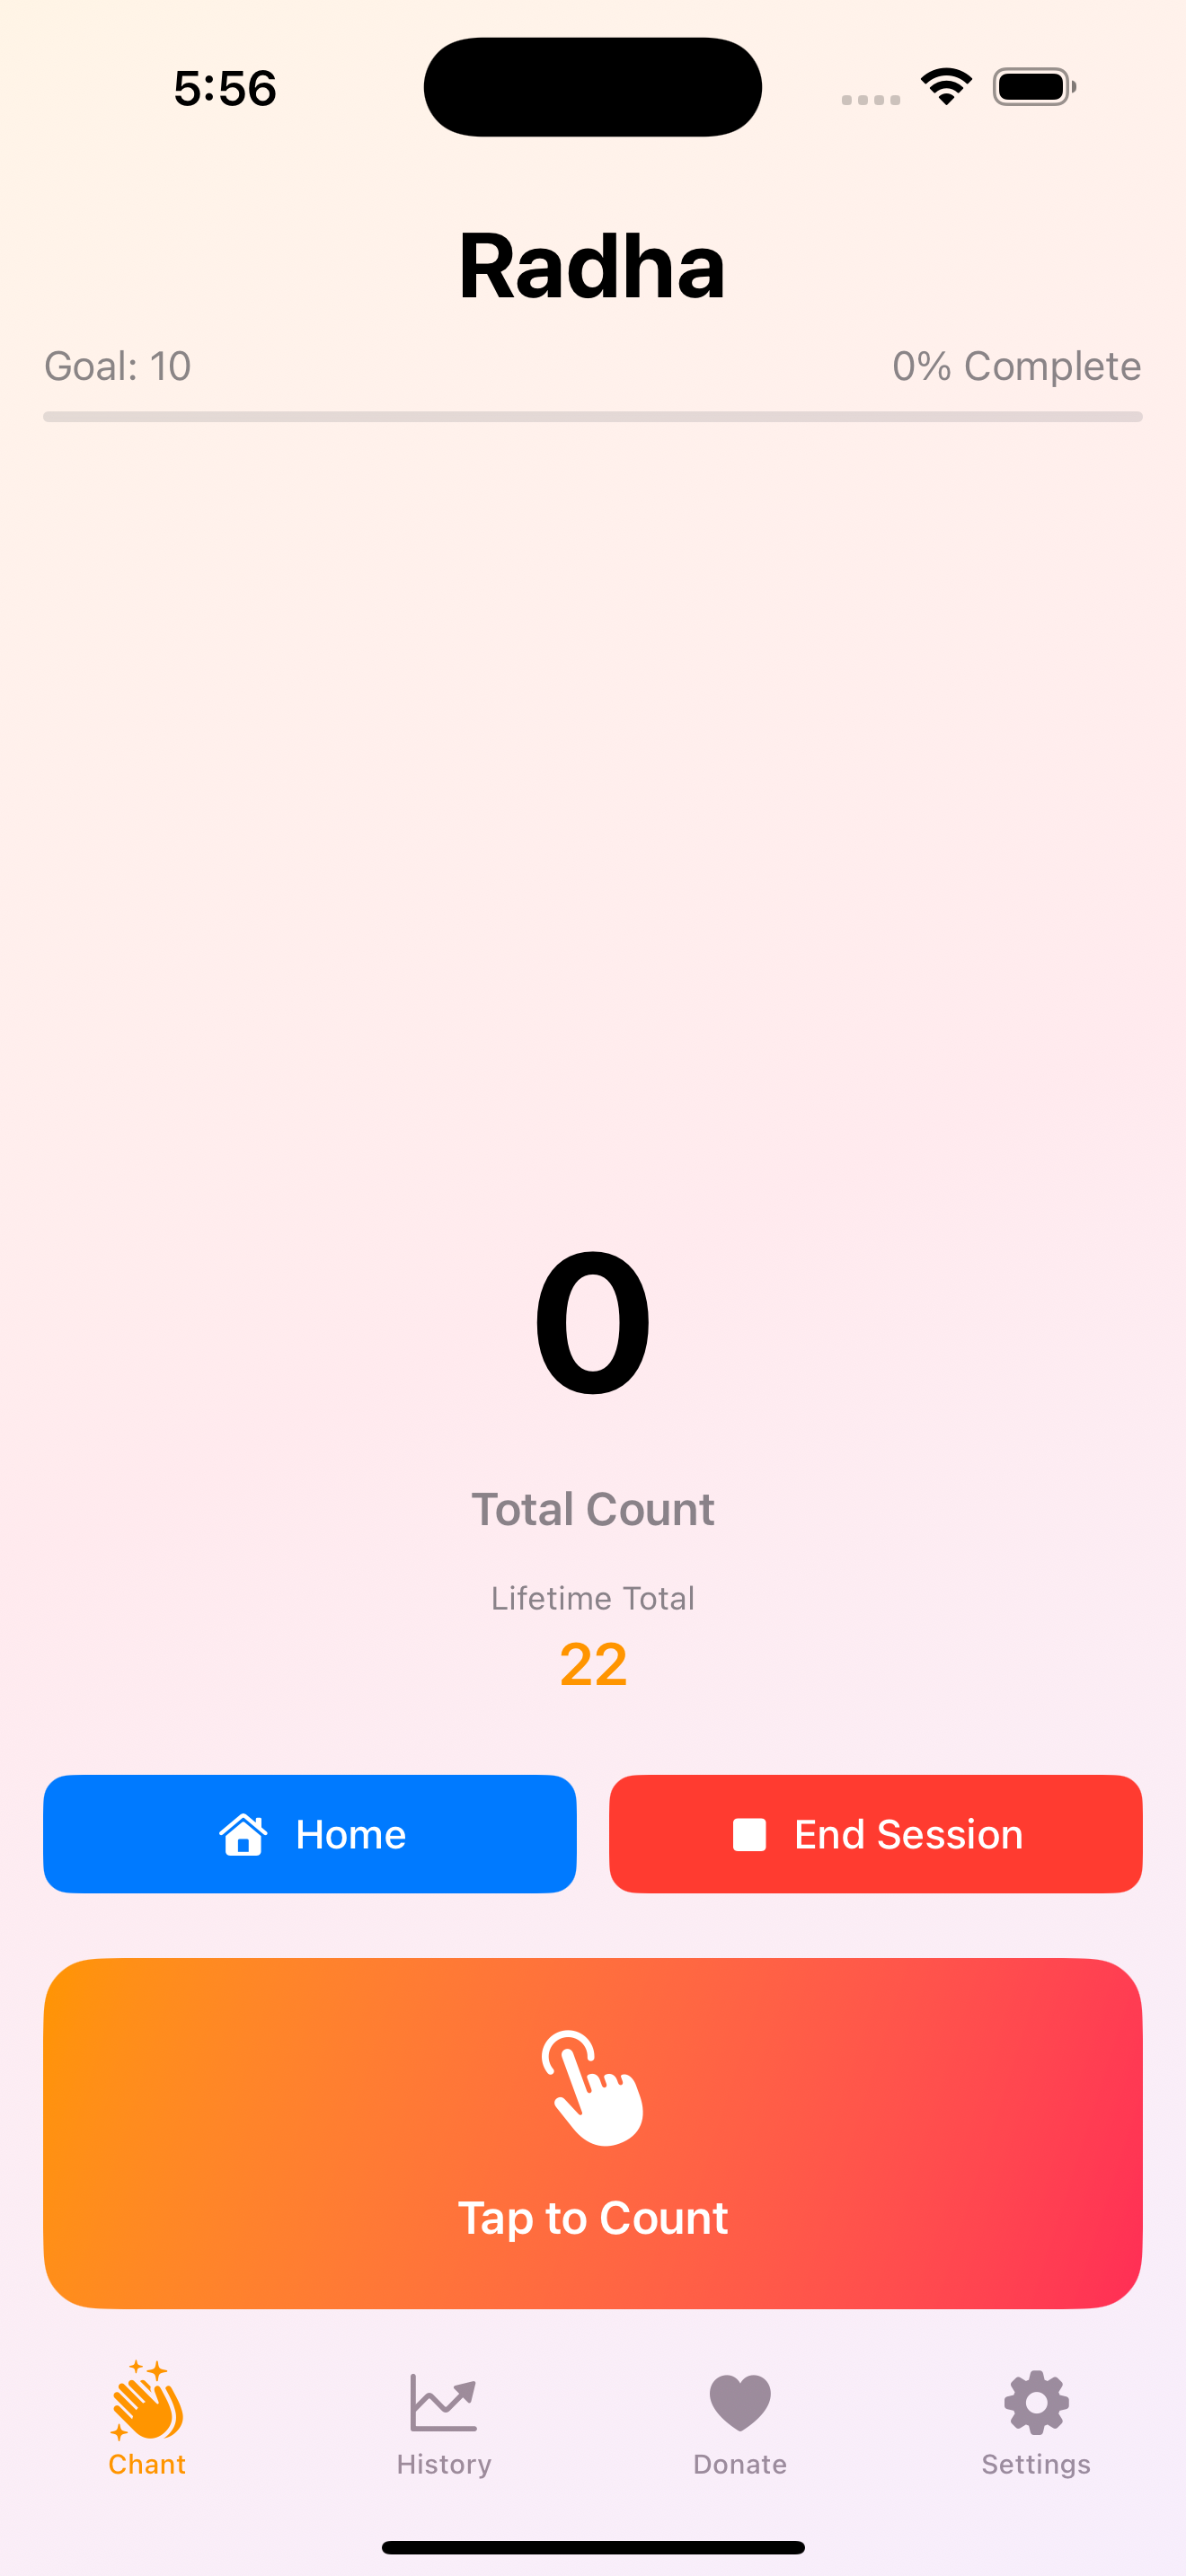 5:56
Radha
Goal: 10 0% Complete
0
Total Count
Lifetime Total
22
Home End Session
Tap to Count
Chant History Donate Settings